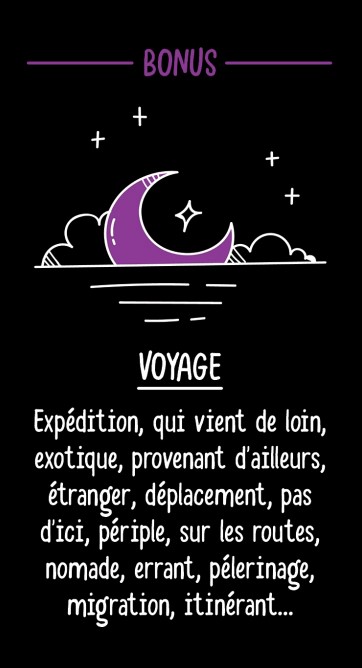 BONUS
VOYAGE
Expédition, qui vient de loin,
exotique, provenant d'ailleurs,
étranger, déplacement, pas
d'ici, périple, sur les routes,
nomade, errant, pélerinage,
migration, itinérant...